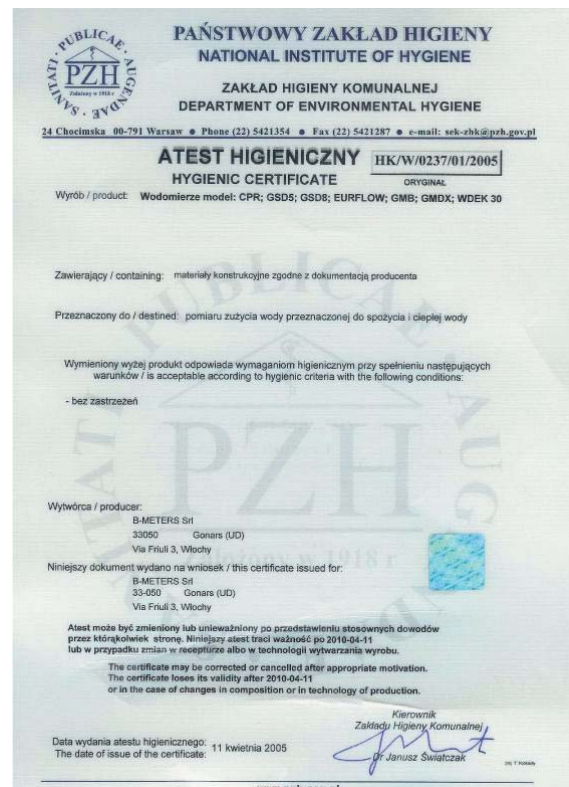 PUBLICAE AUGENDAE SANITATI
PZH
Założony w 1918 r
PAŃSTWOWY ZAKŁAD HIGIENY
NATIONAL INSTITUTE OF HYGIENE
ZAKŁAD HIGIENY KOMUNALNEJ
DEPARTMENT OF ENVIRONMENTAL HYGIENE
24 Chocimska 00-791 Warsaw ● Phone (22) 5421354 ● Fax (22) 5421287 ● e-mail: sek-zhk@pzh.gov.pl
ATEST HIGIENICZNY HK/W/0237/01/2005
HYGIENIC CERTIFICATE ORYGINAŁ
Wyrób / product: Wodomierze model: CPR; GSD5; GSD8; EURFLOW; GMB; GMDX; WDEK 30
Zawierający / containing: materiały konstrukcyjne zgodne z dokumentacją producenta
Przeznaczony do / destined: pomiaru zużycia wody przeznaczonej do spożycia i ciepłej wody
Wymieniony wyżej produkt odpowiada wymaganiom higienicznym przy spełnieniu następujących
warunków / is acceptable according to hygienic criteria with the following conditions:
- bez zastrzeżeń
PZH
Założony w 1918 r
Wytwórca / producer:
B-METERS Srl
33050 Gonars (UD)
Via Friuli 3, Włochy
Niniejszy dokument wydano na wniosek / this certificate issued for:
B-METERS Srl
33-050 Gonars (UD)
Via Friuli 3, Włochy
Atest może być zmieniony lub unieważniony po przedstawieniu stosownych dowodów
przez którąkolwiek stronę. Niniejszy atest traci ważność po 2010-04-11
lub w przypadku zmian w recepturze albo w technologii wytwarzania wyrobu.
The certificate may be corrected or cancelled after appropriate motivation.
The certificate loses its validity after 2010-04-11
or in the case of changes in composition or in technology of production.
Kierownik
Zakładu Higieny Komunalnej
Data wydania atestu higienicznego: 11 kwietnia 2005
The date of issue of the certificate:
Dr Janusz Świątczak